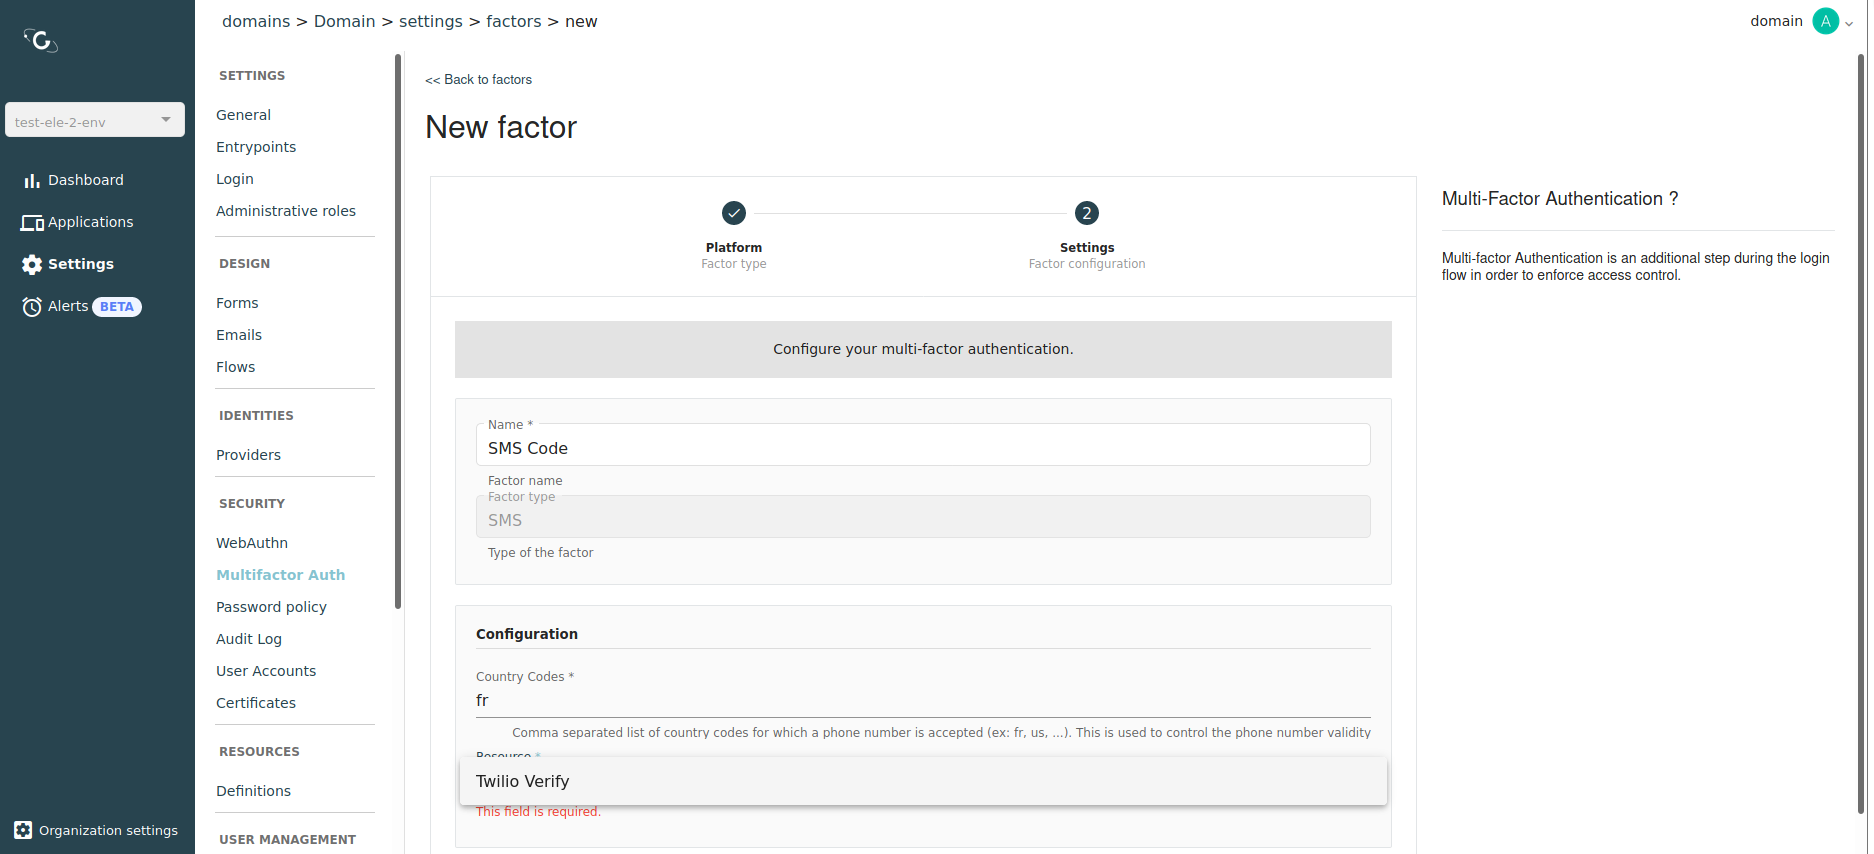 domains > Domain > settings > factors > new
domain
A
test-ele-2-env
Dashboard
Applications
Settings
Alerts BETA
Organization settings
SETTINGS
General
Entrypoints
Login
Administrative roles
DESIGN
Forms
Emails
Flows
IDENTITIES
Providers
SECURITY
WebAuthn
Multifactor Auth
Password policy
Audit Log
User Accounts
Certificates
RESOURCES
Definitions
USER MANAGEMENT
<< Back to factors
New factor
2
Platform
Factor type
Settings
Factor configuration
Configure your multi-factor authentication.
Name *
SMS Code
Factor name
Factor type
SMS
Type of the factor
Configuration
Country Codes *
fr
Comma separated list of country codes for which a phone number is accepted (ex: fr, us, ...). This is used to control the phone number validity
Resource *
Twilio Verify
This field is required.
Multi-Factor Authentication ?
Multi-factor Authentication is an additional step during the login
flow in order to enforce access control.